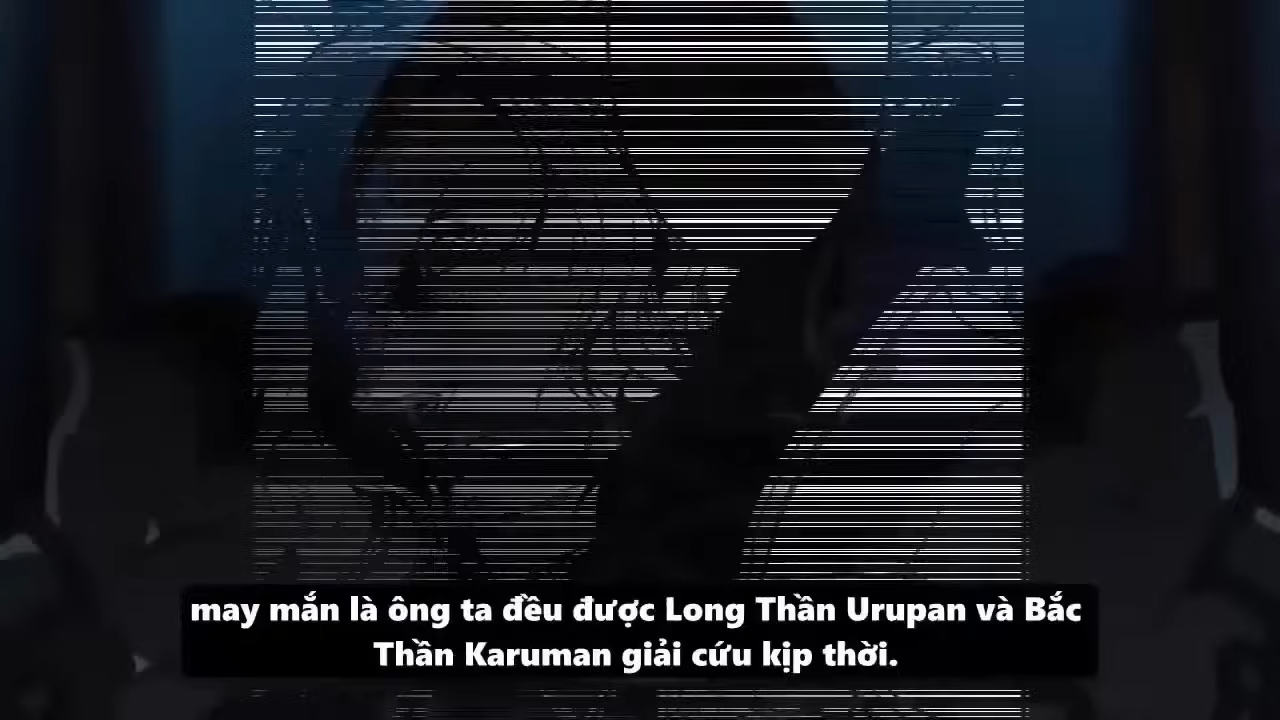 may mắn là ông ta đều được Long Thần Urupan và Bắc
Thần Karuman giải cứu kịp thời.